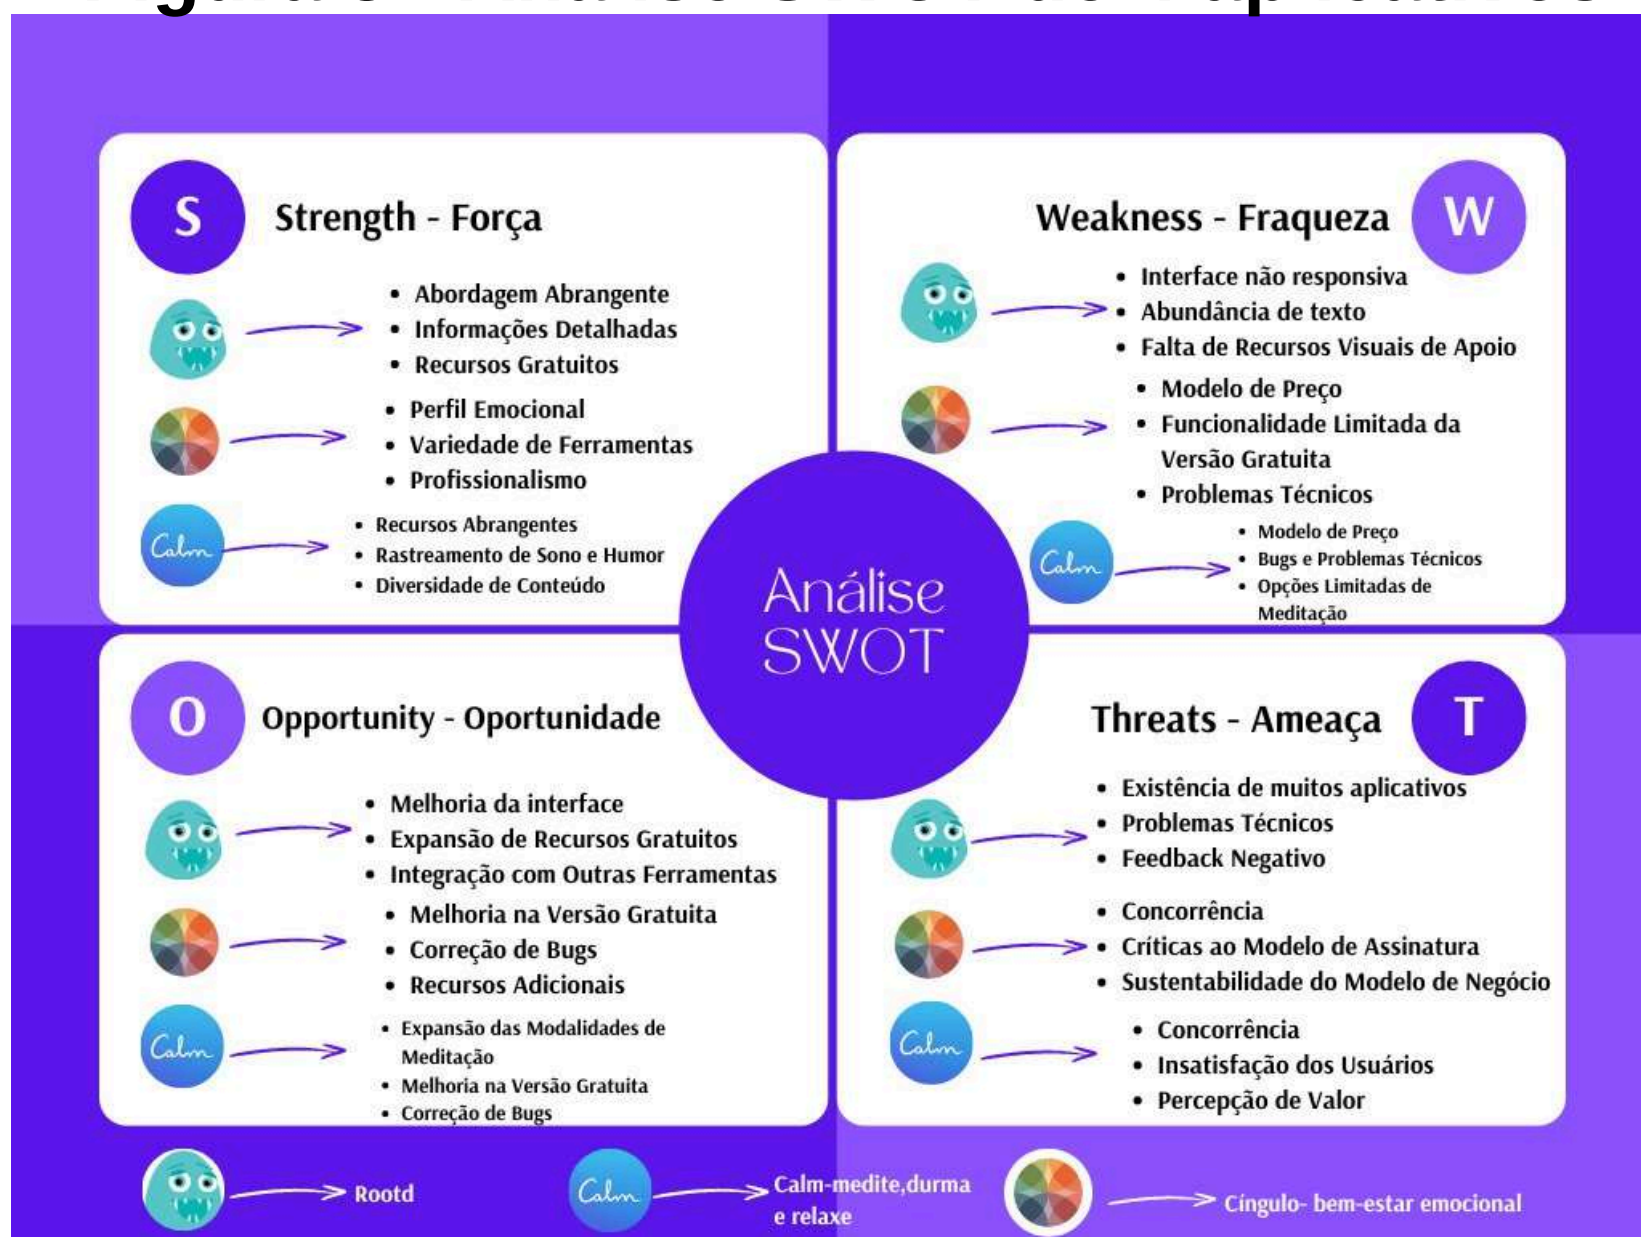 S
Strength - Força
• Abordagem Abrangente
• Informações Detalhadas
• Recursos Gratuitos
• Perfil Emocional
• Variedade de Ferramentas
• Profissionalismo
Calm
• Recursos Abrangentes
• Rastreamento de Sono e Humor
• Diversidade de Conteúdo
Weakness - Fraqueza
W
• Interface não responsiva
• Abundância de texto
• Falta de Recursos Visuais de Apoio
• Modelo de Preço
• Funcionalidade Limitada da
Versão Gratuita
• Problemas Técnicos
Calm
• Modelo de Preço
• Bugs e Problemas Técnicos
• Opções Limitadas de
Meditação
Análise
SWOT
O
Opportunity - Oportunidade
• Melhoria da interface
• Expansão de Recursos Gratuitos
• Integração com Outras Ferramentas
• Melhoria na Versão Gratuita
• Correção de Bugs
• Recursos Adicionais
Calm
• Expansão das Modalidades de
Meditação
• Melhoria na Versão Gratuita
• Correção de Bugs
Threats - Ameaça
T
• Existência de muitos aplicativos
• Problemas Técnicos
• Feedback Negativo
• Concorrência
• Críticas ao Modelo de Assinatura
• Sustentabilidade do Modelo de Negócio
Calm
• Concorrência
• Insatisfação dos Usuários
• Percepção de Valor
Rootd
Calm
Calm-medite,durma
e relaxe
Cíngulo- bem-estar emocional